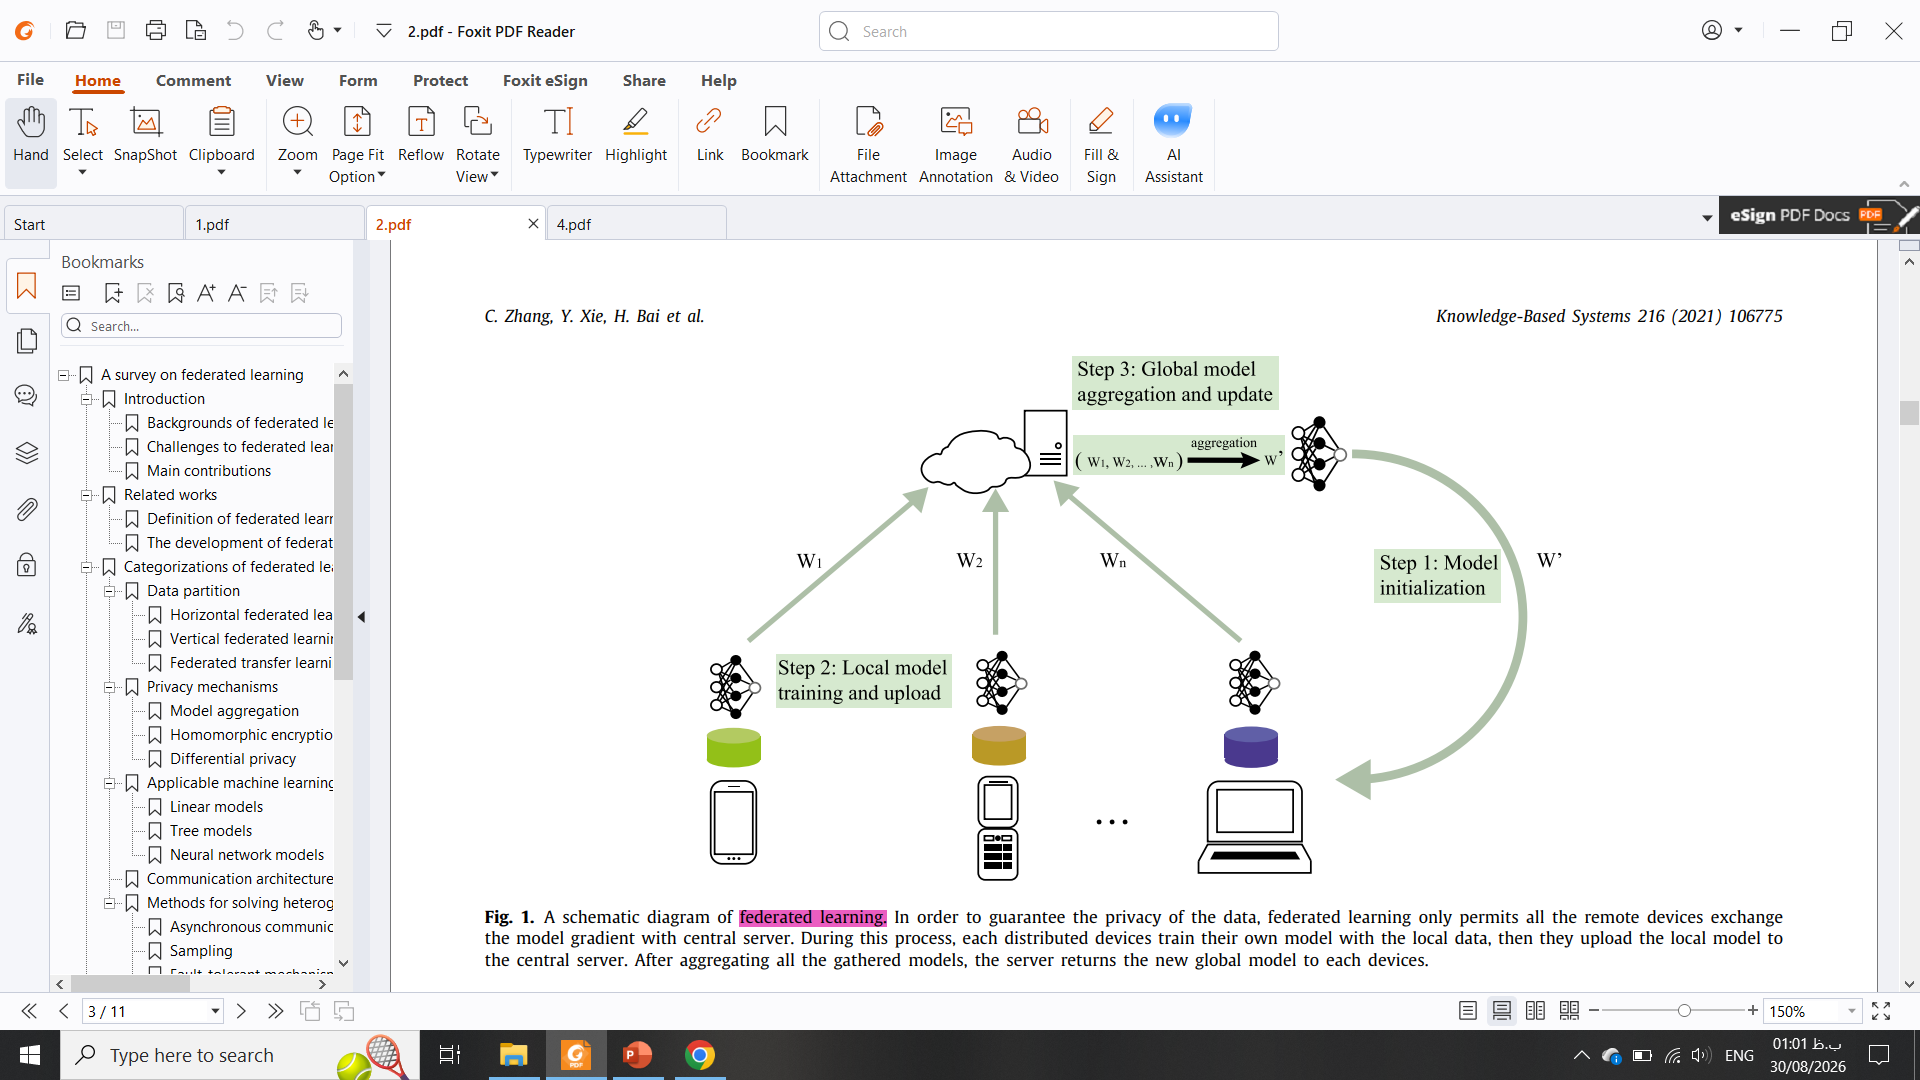 2.pdf - Foxit PDF Reader
Search
File Home Comment View Form Protect Foxit eSign Share Help
Hand
Select
SnapShot
Clipboard
Zoom
Page Fit
Option
Reflow
Rotate
View
Typewriter
Highlight
Link
Bookmark
File
Attachment
Image
Annotation
Audio
& Video
Fill &
Sign
AI
Assistant
Start
1.pdf
2.pdf
4.pdf
eSign PDF Docs PDF
Bookmarks
Search...
A survey on federated learning
Introduction
Backgrounds of federated le
Challenges to federated lear
Main contributions
Related works
Definition of federated learn
The development of federat
Categorizations of federated lea
Data partition
Horizontal federated lea
Vertical federated learnin
Federated transfer learni
Privacy mechanisms
Model aggregation
Homomorphic encryptio
Differential privacy
Applicable machine learning
Linear models
Tree models
Neural network models
Communication architecture
Methods for solving heterog
Asynchronous communic
Sampling
Fault-tolerant mechanism
C. Zhang, Y. Xie, H. Bai et al.
Knowledge-Based Systems 216 (2021) 106775
Step 3: Global model
aggregation and update
aggregation
( W1, W2, ... ,Wn ) W'
W1
W2
Wn
Step 1: Model
initialization
W'
Step 2: Local model
training and upload
...
Fig. 1. A schematic diagram of federated learning. In order to guarantee the privacy of the data, federated learning only permits all the remote devices exchange
the model gradient with central server. During this process, each distributed devices train their own model with the local data, then they upload the local model to
the central server. After aggregating all the gathered models, the server returns the new global model to each devices.
3 / 11
150%
Type here to search
ENG
01:01 ب.ظ
30/08/2026